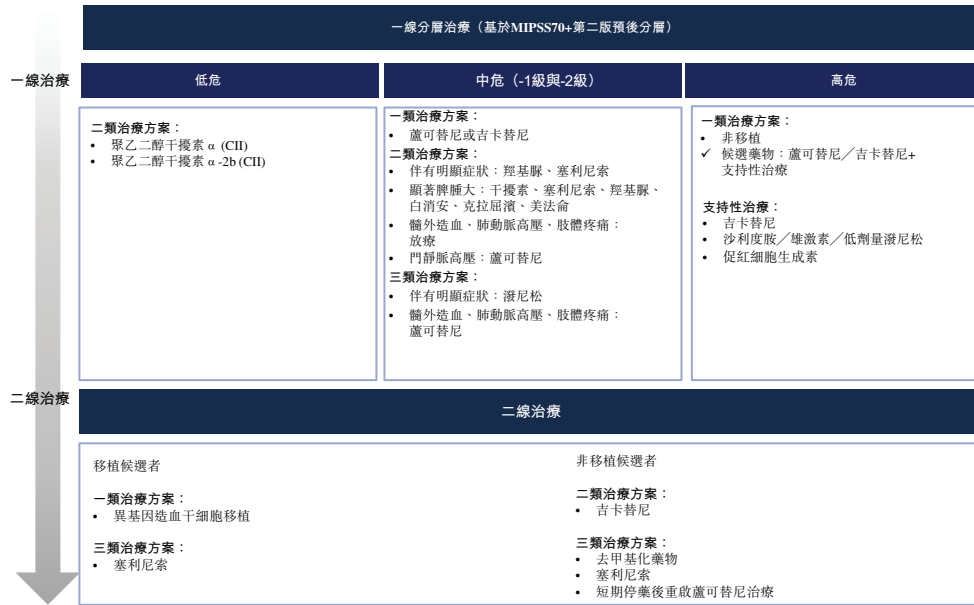 一線分層治療（基於MIPSS70+第二版預後分層）
一線治療
低危
中危（-1級與-2級）
高危
二類治療方案：
• 聚乙二醇干擾素 α (CII)
• 聚乙二醇干擾素 α -2b (CII)
一類治療方案：
• 蘆可替尼或吉卡替尼
二類治療方案：
• 伴有明顯症狀：羥基脲、塞利尼索
• 顯著脾腫大：干擾素、塞利尼索、羥基脲、
白消安、克拉屈濱、美法侖
• 髓外造血、肺動脈高壓、肢體疼痛：
放療
• 門靜脈高壓：蘆可替尼
三類治療方案：
• 伴有明顯症狀：潑尼松
• 髓外造血、肺動脈高壓、肢體疼痛：
蘆可替尼
一類治療方案：
• 非移植
✓ 候選藥物：蘆可替尼／吉卡替尼+
支持性治療
支持性治療：
• 吉卡替尼
• 沙利度胺／雄激素／低劑量潑尼松
• 促紅細胞生成素
二線治療
二線治療
移植候選者
一類治療方案：
• 異基因造血干細胞移植
三類治療方案：
• 塞利尼索
非移植候選者
二類治療方案：
• 吉卡替尼
三類治療方案：
• 去甲基化藥物
• 塞利尼索
• 短期停藥後重啟蘆可替尼治療